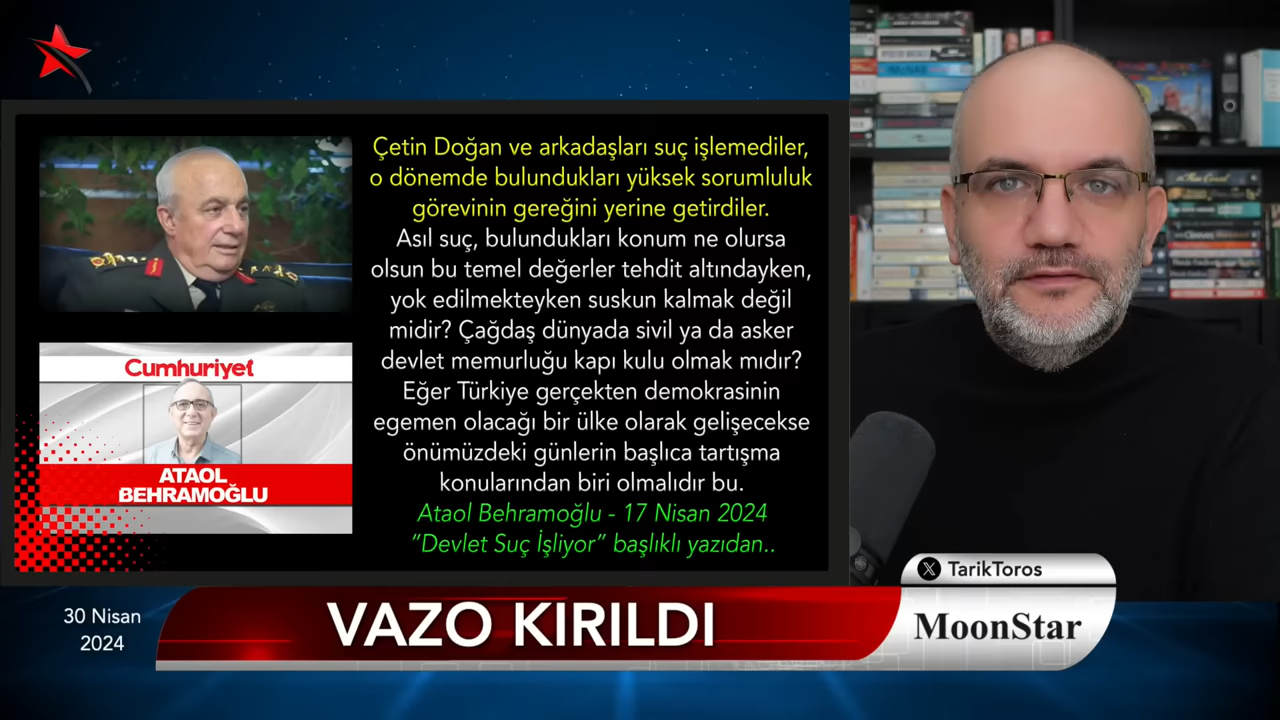 Çetin Doğan ve arkadaşları suç işlemediler,
o dönemde bulundukları yüksek sorumluluk
görevinin gereğini yerine getirdiler.
Asıl suç, bulundukları konum ne olursa
olsun bu temel değerler tehdit altındayken,
yok edilmekteyken suskun kalmak değil
midir? Çağdaş dünyada sivil ya da asker
devlet memurluğu kapı kulu olmak mıdır?
Eğer Türkiye gerçekten demokrasinin
egemen olacağı bir ülke olarak gelişecekse
önümüzdeki günlerin başlıca tartışma
konularından biri olmalıdır bu.
Ataol Behramoğlu - 17 Nisan 2024
“Devlet Suç İşliyor” başlıklı yazıdan..
Cumhuriyet
ATAOL
BEHRAMOĞLU
TarikToros
MoonStar
30 Nisan
2024
VAZO KIRILDI